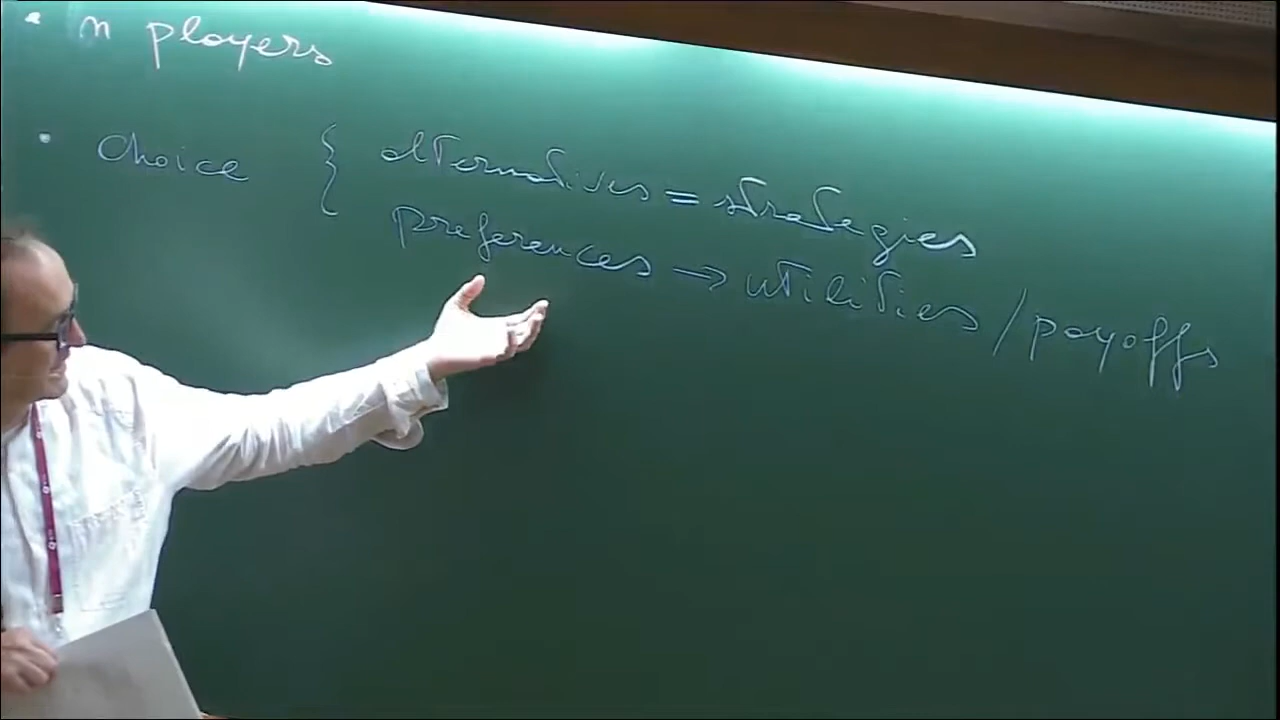 • n players
• Choice { alternatives = strategies
preferences → utilities / payoffs